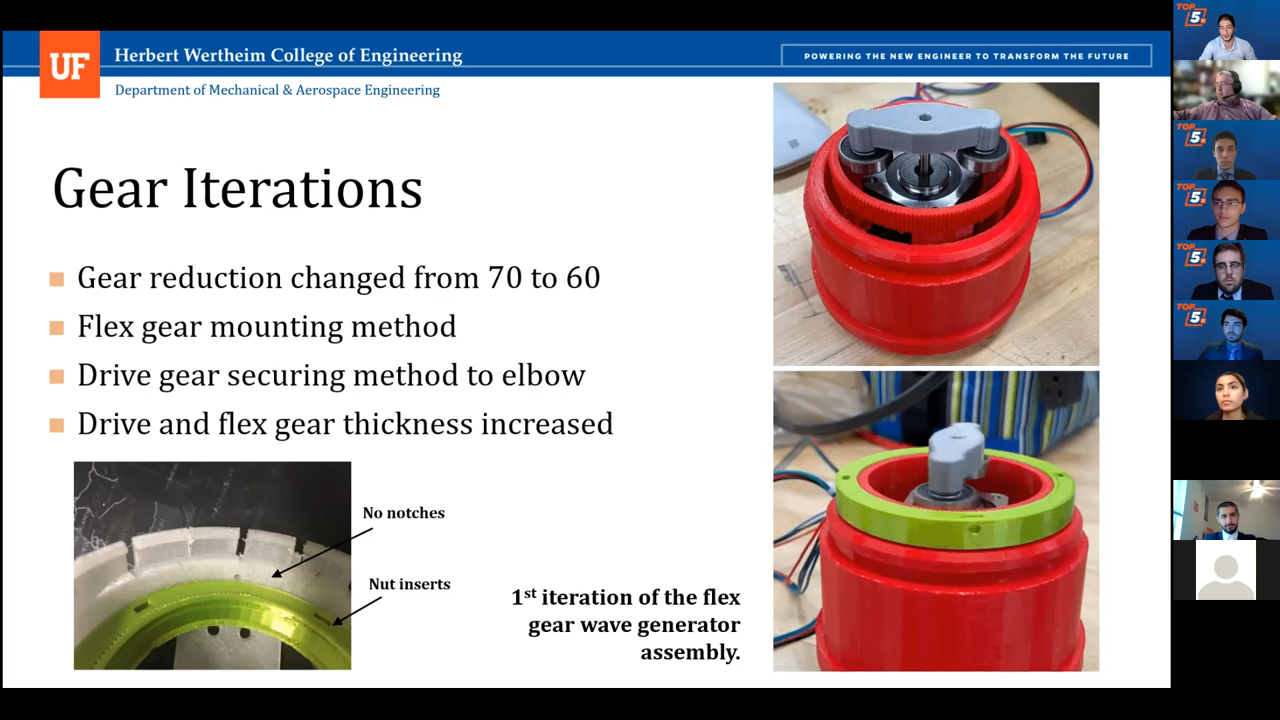 UF
Herbert Wertheim College of Engineering
POWERING THE NEW ENGINEER TO TRANSFORM THE FUTURE
Department of Mechanical & Aerospace Engineering
Gear Iterations
Gear reduction changed from 70 to 60
Flex gear mounting method
Drive gear securing method to elbow
Drive and flex gear thickness increased
No notches
Nut inserts
1st iteration of the flex
gear wave generator
assembly.
TOP
5
TOP
5
TOP
5
TOP
5
TOP
5